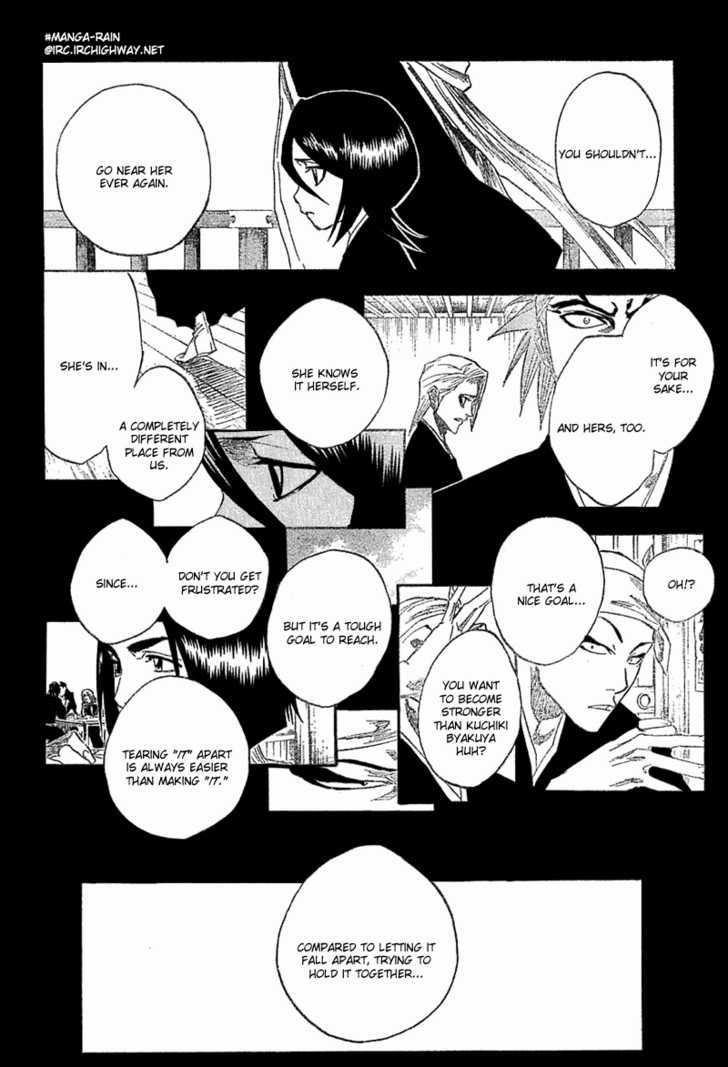 #MANGA-RAIN
@IRC.IRCHIGHWAY.NET
YOU SHOULDN'T...
GO NEAR HER
EVER AGAIN.
IT'S FOR
YOUR
SAKE...
AND HERS, TOO.
SHE KNOWS
IT HERSELF.
SHE'S IN...
A COMPLETELY
DIFFERENT
PLACE FROM
US.
OH!?
THAT'S A
NICE GOAL...
YOU WANT
TO BECOME
STRONGER
THAN KUCHIKI
BYAKUYA
HUH?
BUT IT'S A TOUGH
GOAL TO REACH.
DON'T YOU GET
FRUSTRATED?
SINCE...
TEARING "IT" APART
IS ALWAYS EASIER
THAN MAKING "IT."
COMPARED TO LETTING IT
FALL APART, TRYING TO
HOLD IT TOGETHER...